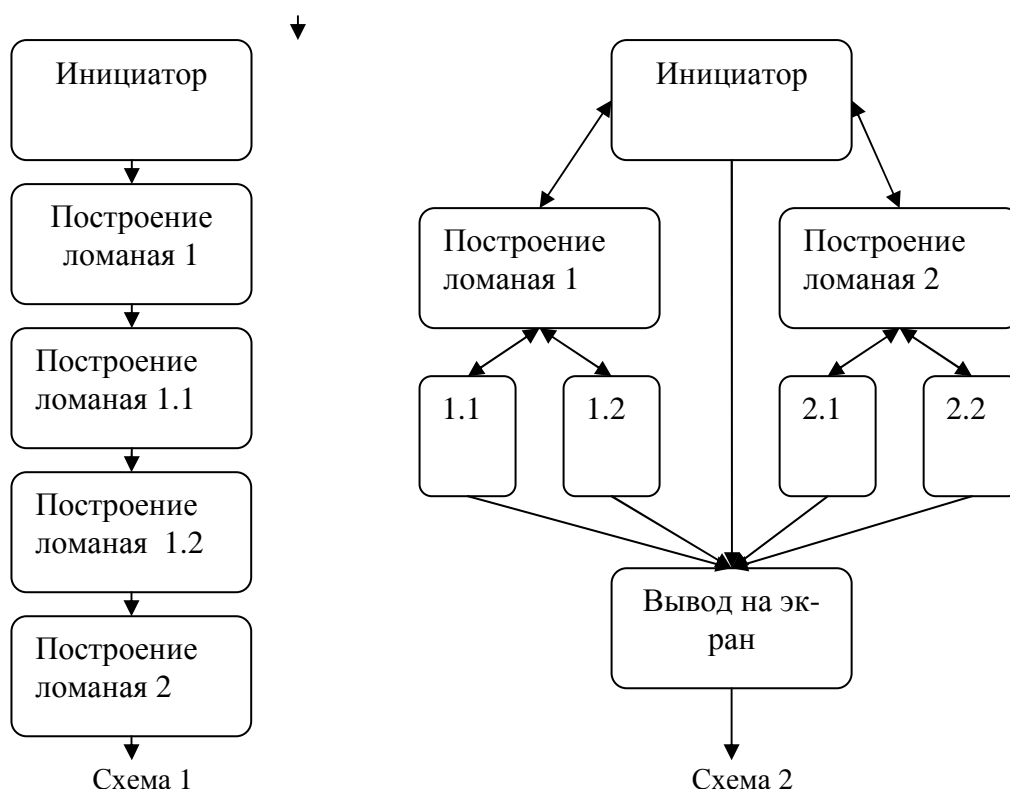 Инициатор
Построение
ломаная 1
Построение
ломаная 1.1
Построение
ломаная 1.2
Построение
ломаная 2
Схема 1
Инициатор
Построение
ломаная 1
Построение
ломаная 2
1.1
1.2
2.1
2.2
Вывод на эк-
ран
Схема 2